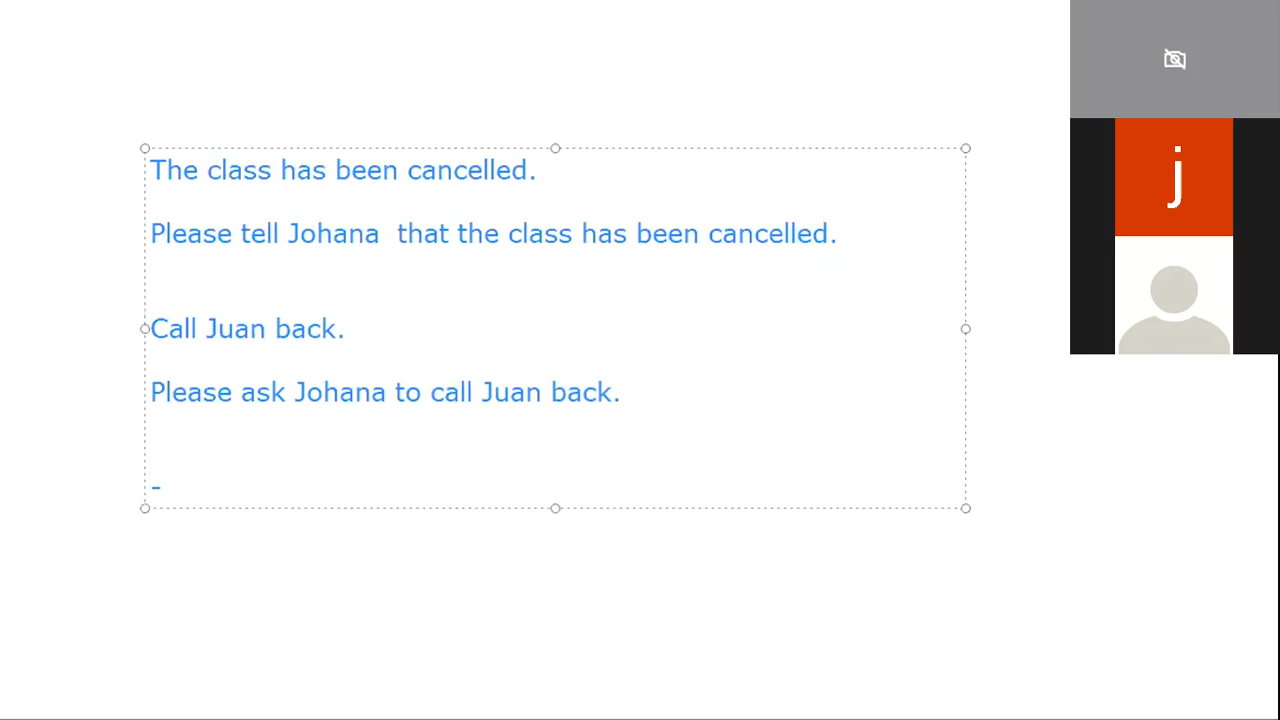 The class has been cancelled.
Please tell Johana  that the class has been cancelled.
Call Juan back.
Please ask Johana to call Juan back.
-
j